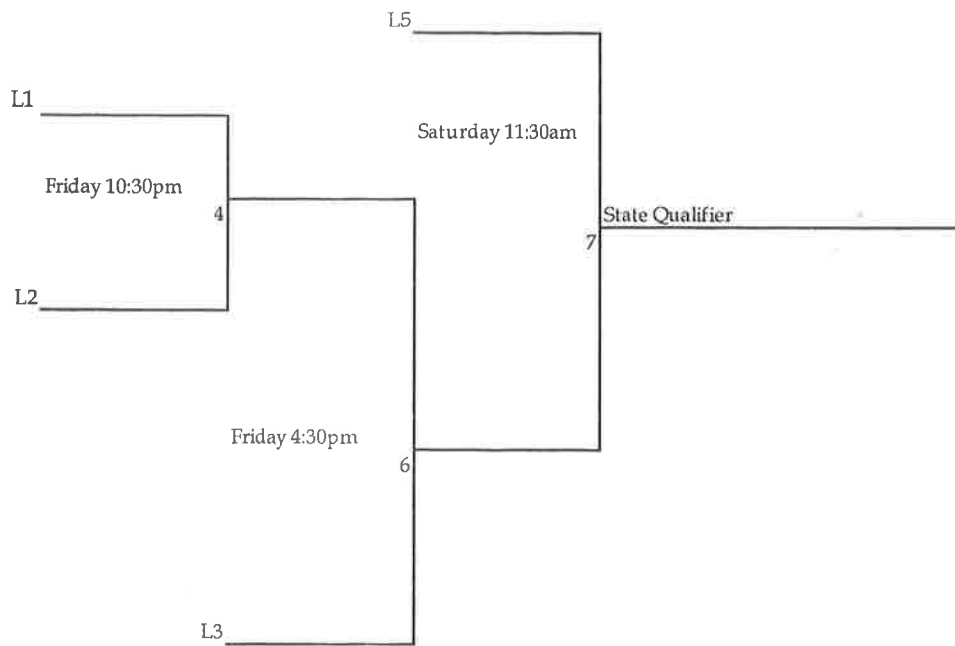 L5
L1
Saturday 11:30am
Friday 10:30pm
4
State Qualifier
7
L2
Friday 4:30pm
6
L3